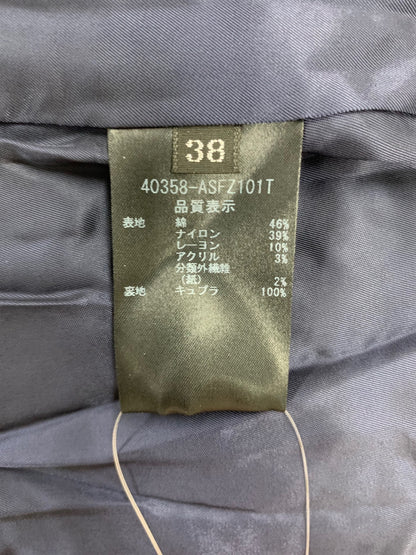 38
40358-ASFZ101T
品質表示
表地 綿 46%
ナイロン 39%
レーヨン 10%
アクリル 3%
分類外繊維
(紙) 2%
裏地 キュプラ 100%